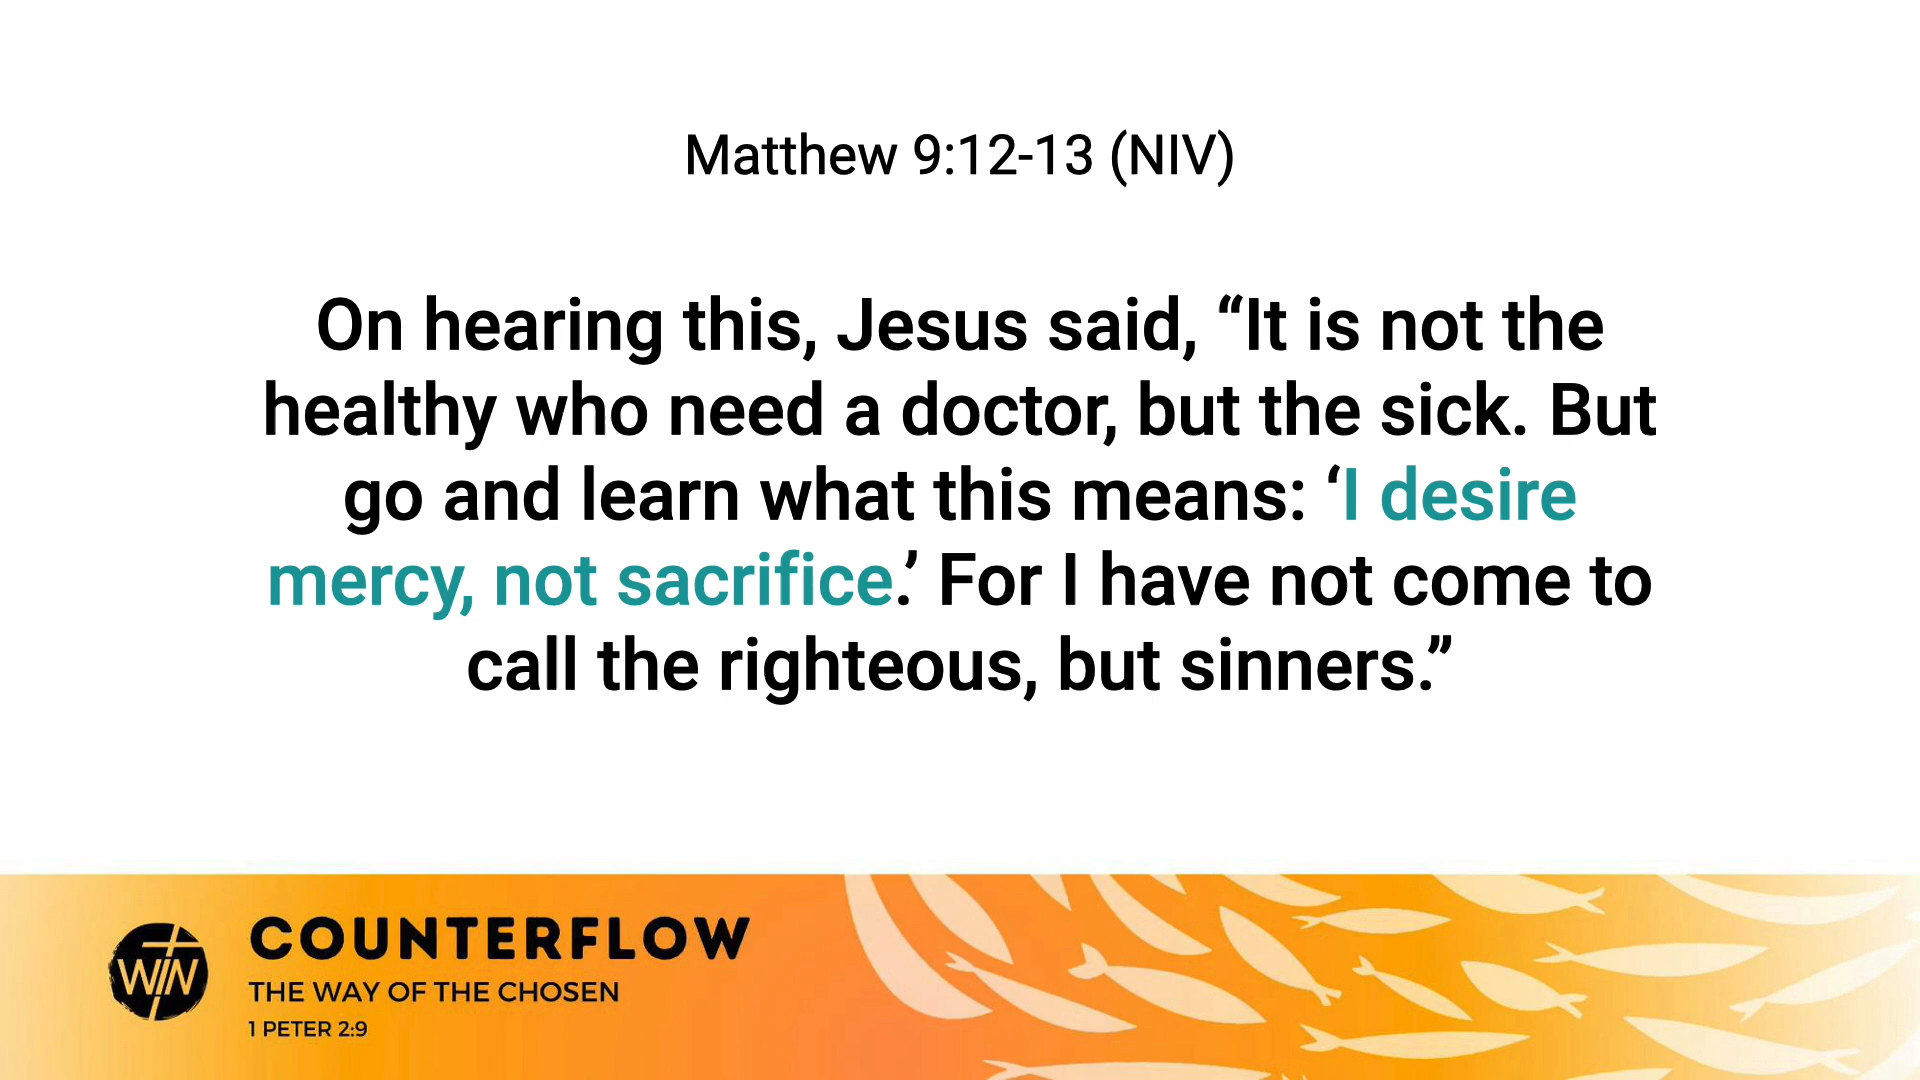 Matthew 9:12-13 (NIV)
On hearing this, Jesus said, “It is not the
healthy who need a doctor, but the sick. But
go and learn what this means: ‘I desire
mercy, not sacrifice.’ For I have not come to
call the righteous, but sinners.”
WIN
COUNTERFLOW
THE WAY OF THE CHOSEN
1 PETER 2:9